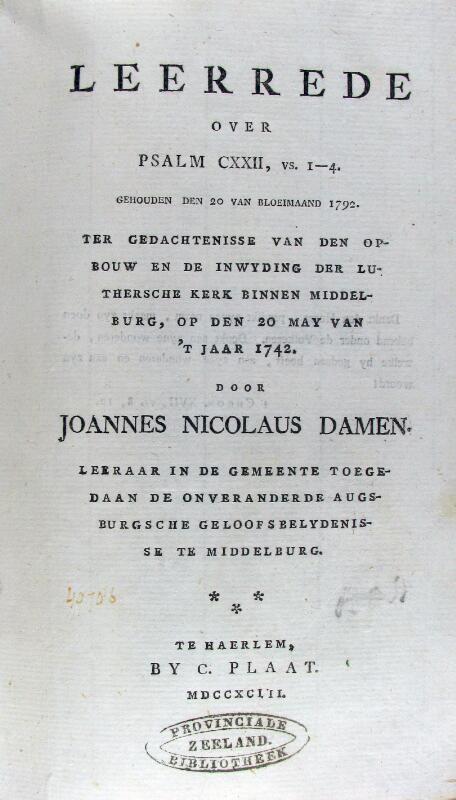 LEERREDE
OVER
PSALM CXXII, vs. 1—4.
GEHOUDEN DEN 20 VAN BLOEIMAAND 1792.
TER GEDACHTENISSE VAN DEN OP-
BOUW EN DE INWYDING DER LU-
THERSCHE KERK BINNEN MIDDEL-
BURG, OP DEN 20 MAY VAN
'T JAAR 1742.
DOOR
JOANNES NICOLAUS DAMEN.
LEERAAR IN DE GEMEENTE TOEGE-
DAAN DE ONVERANDERDE AUGS-
BURGSCHE GELOOFSBELYDENIS-
SE TE MIDDELBURG.
40706
* * *
TE HAERLEM,
BY C. PLAAT.
MDCCXCIII.
PROVINCIALE
ZEELAND.
BIBLIOTHEEK